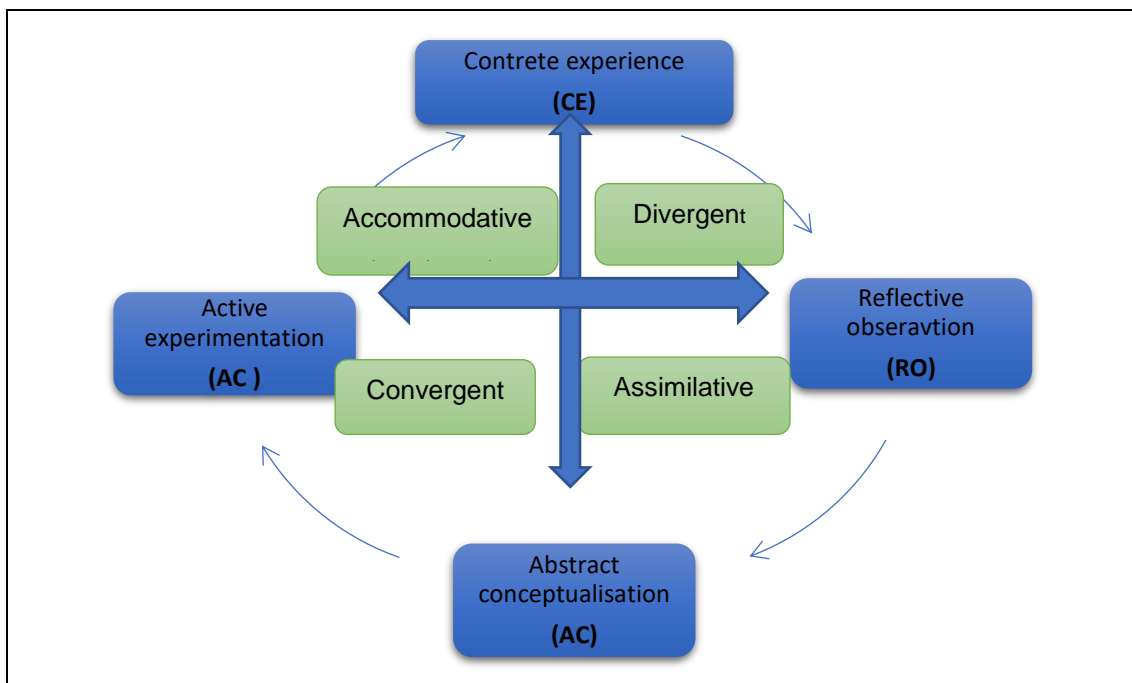 Contrete experience
(CE)
Accommodative
Divergent
Active
experimentation
(AC )
Reflective
obseravtion
(RO)
Convergent
Assimilative
Abstract
conceptualisation
(AC)